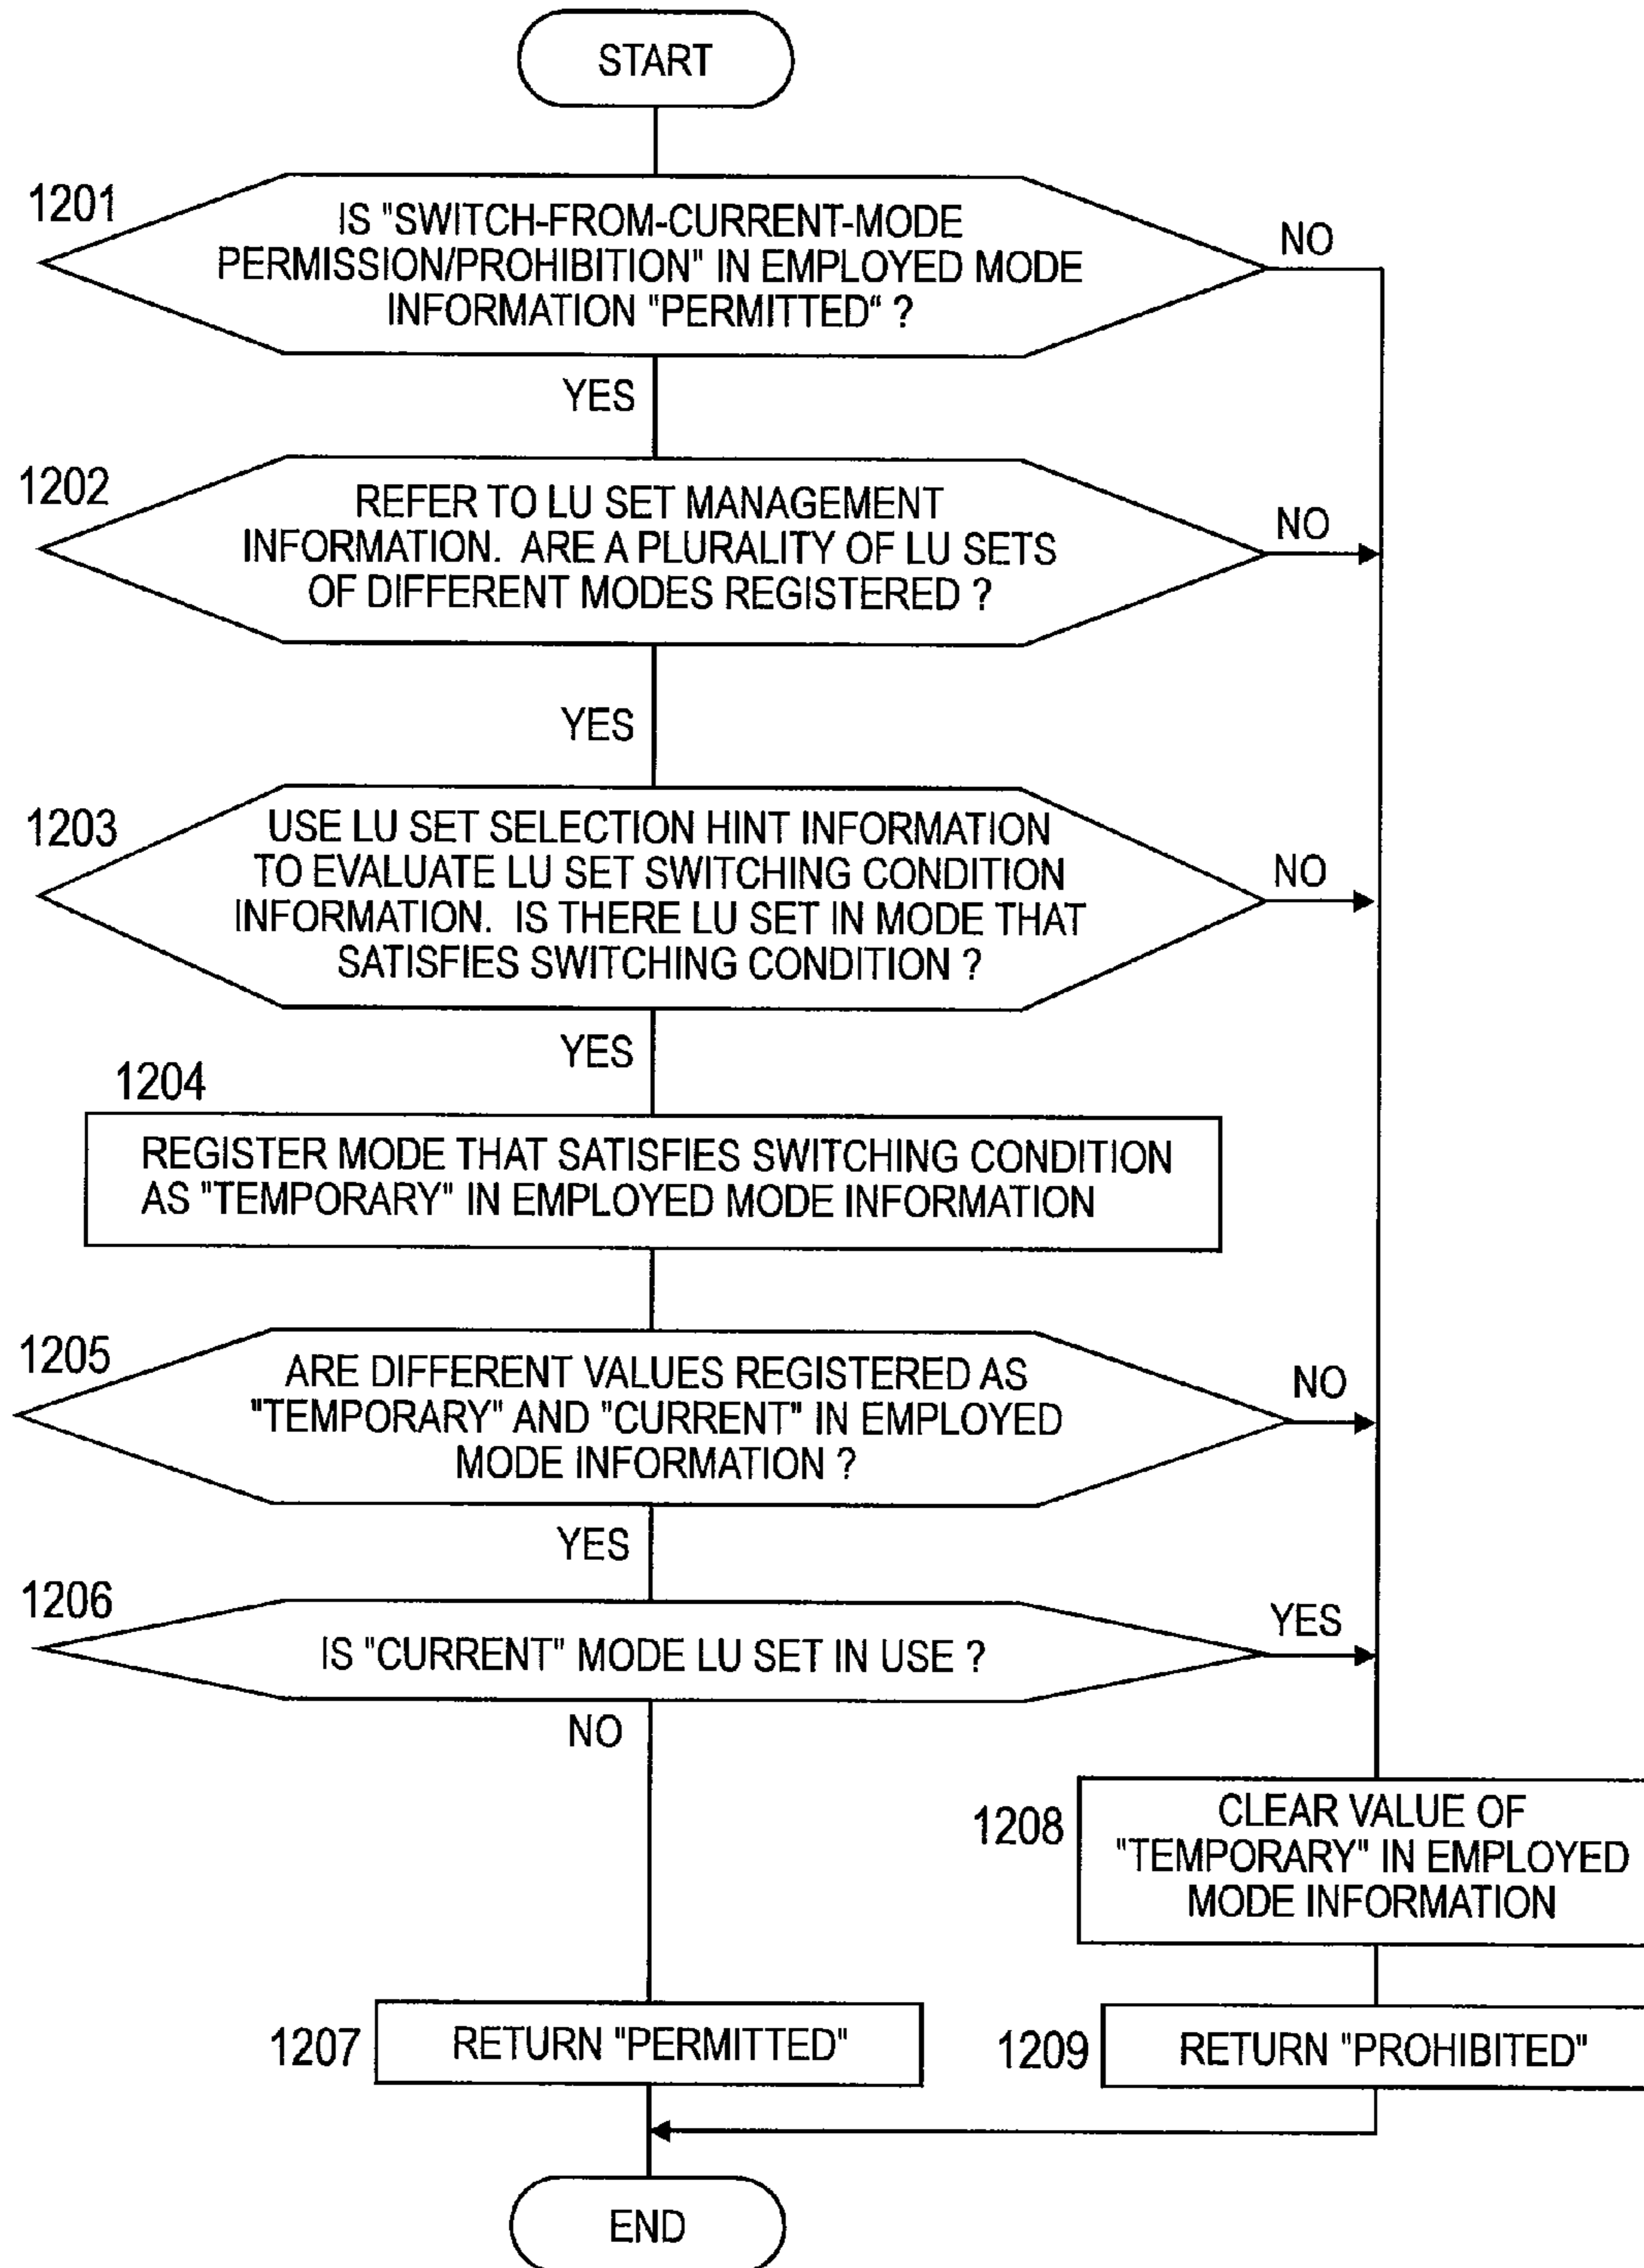 START
1201
IS "SWITCH-FROM-CURRENT-MODE
PERMISSION/PROHIBITION" IN EMPLOYED MODE
INFORMATION "PERMITTED" ?
NO
YES
1202
REFER TO LU SET MANAGEMENT
INFORMATION. ARE A PLURALITY OF LU SETS
OF DIFFERENT MODES REGISTERED ?
NO
YES
1203
USE LU SET SELECTION HINT INFORMATION
TO EVALUATE LU SET SWITCHING CONDITION
INFORMATION. IS THERE LU SET IN MODE THAT
SATISFIES SWITCHING CONDITION ?
NO
YES
1204
REGISTER MODE THAT SATISFIES SWITCHING CONDITION
AS "TEMPORARY" IN EMPLOYED MODE INFORMATION
1205
ARE DIFFERENT VALUES REGISTERED AS
"TEMPORARY" AND "CURRENT" IN EMPLOYED
MODE INFORMATION ?
NO
YES
1206
IS "CURRENT" MODE LU SET IN USE ?
YES
NO
1208
CLEAR VALUE OF
"TEMPORARY" IN EMPLOYED
MODE INFORMATION
1207
RETURN "PERMITTED"
1209
RETURN "PROHIBITED"
END